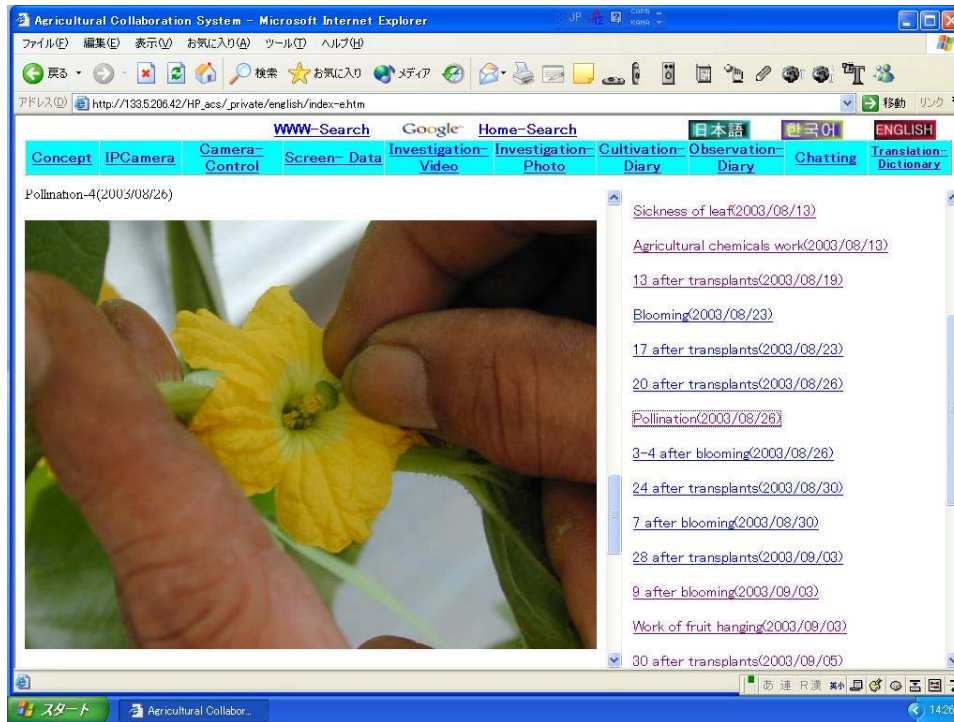 Agricultural Collaboration System - Microsoft Internet Explorer
JP
CAPS
KANA
ファイル(F) 編集(E) 表示(V) お気に入り(A) ツール(T) ヘルプ(H)
戻る 検索 お気に入り メディア
アドレス(D) http://133.5.206.42/HP_acs/_private/english/index-e.htm 移動 リンク
WWW-Search Google Home-Search 日本語 한국어 ENGLISH
Concept IPCamera Camera-Control Screen- Data Investigation-Video Investigation-Photo Cultivation-Diary Observation-Diary Chatting Translation-Dictionary
Pollination-4(2003/08/26)
Sickness of leaf(2003/08/13)
Agricultural chemicals work(2003/08/13)
13 after transplants(2003/08/19)
Blooming(2003/08/23)
17 after transplants(2003/08/23)
20 after transplants(2003/08/26)
Pollination(2003/08/26)
3-4 after blooming(2003/08/26)
24 after transplants(2003/08/30)
7 after blooming(2003/08/30)
28 after transplants(2003/09/03)
9 after blooming(2003/09/03)
Work of fruit hanging(2003/09/03)
30 after transplants(2003/09/05)
あ 連 R漢 英小
スタート Agricultural Collabor... 14:26